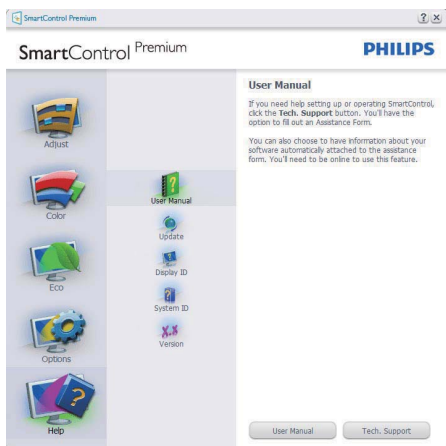 SmartControl Premium
? ×
SmartControl Premium
PHILIPS
Adjust
Color
Eco
Options
Help
User Manual
Update
Display ID
System ID
X.X
Version
User Manual
If you need help setting up or operating SmartControl,
click the Tech. Support button. You'll have the
option to fill out an Assistance Form.
You can also choose to have information about your
software automatically attached to the assistance
form. You'll need to be online to use this feature.
User Manual
Tech. Support